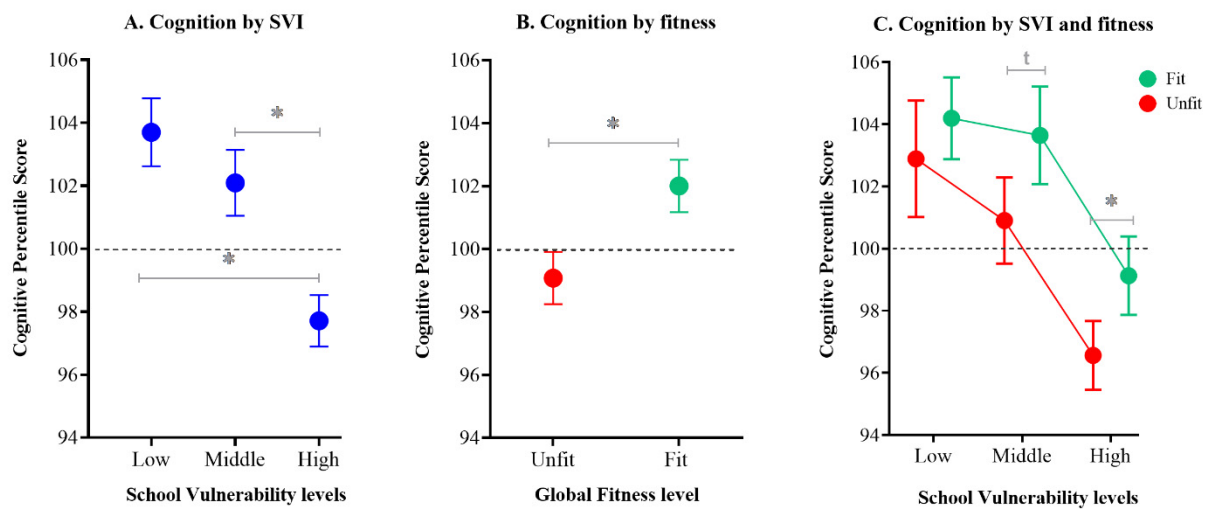 A. Cognition by SVI
Cognitive Percentile Score
106
104
102
100
98
96
94
*
*
Low Middle High
School Vulnerability levels
B. Cognition by fitness
Cognitive Percentile Score
106
104
102
100
98
96
94
*
Unfit Fit
Global Fitness level
C. Cognition by SVI and fitness
Cognitive Percentile Score
106
104
102
100
98
96
94
t
*
Fit
Unfit
Low Middle High
School Vulnerability levels